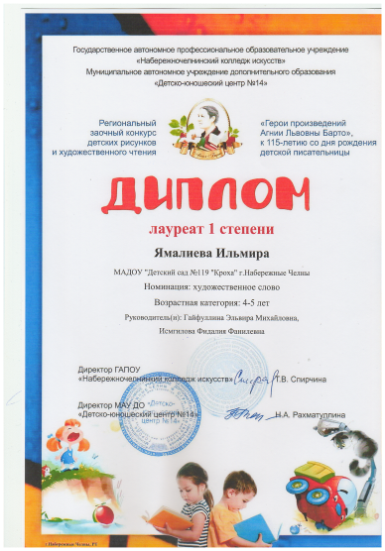 Государственное автономное профессиональное образовательное учреждение
«Набережночелнинский колледж искусств»
Муниципальное автономное учреждение дополнительного образования
«Детско-юношеский центр №14»
Региональный
заочный конкурс
детских рисунков
и художественного чтения
«Герои произведений
Агнии Львовны Барто»,
к 115-летию со дня рождения
детской писательницы
ДИПЛОМ
лауреат 1 степени
Ямалиева Ильмира
МАДОУ "Детский сад №119 "Кроха" г.Набережные Челны
Номинация: художественное слово
Возрастная категория: 4-5 лет
Руководитель(и): Гайфуллина Эльвира Михайловна,
Исмгилова Фидалия Фанилевна
Директор ГАПОУ
«Набережночелнинский колледж искусств» Т.В. Спирчина
Директор МАУ ДО
«Детско-юношеский центр №14» Н.А. Рахматуллина
«Детско-
центр №14»
г. Набережные Челны, РТ